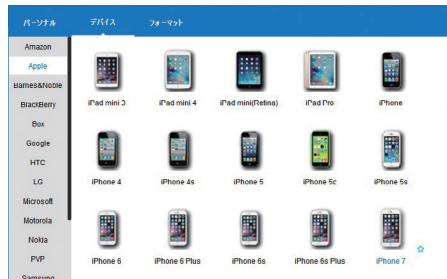 パーソナル デバイス フォーマット
Amazon
Apple
Barnes&Noble
BlackBerry
Box
Google
HTC
LG
Microsoft
Motorola
Nokia
PVP
Samsung
iPad mini 3 iPad mini 4 iPad mini(Retina) iPad Pro iPhone
iPhone 4 iPhone 4s iPhone 5 iPhone 5c iPhone 5s
iPhone 6 iPhone 6 Plus iPhone 6s iPhone 6s Plus iPhone 7